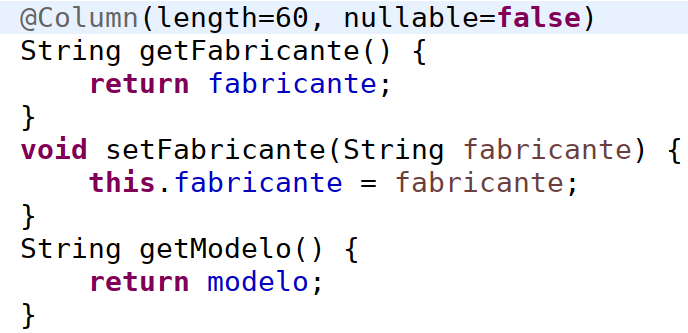 @Column(length=60, nullable=false)
String getFabricante() {
    return fabricante;
}
void setFabricante(String fabricante) {
    this.fabricante = fabricante;
}
String getModelo() {
    return modelo;
}